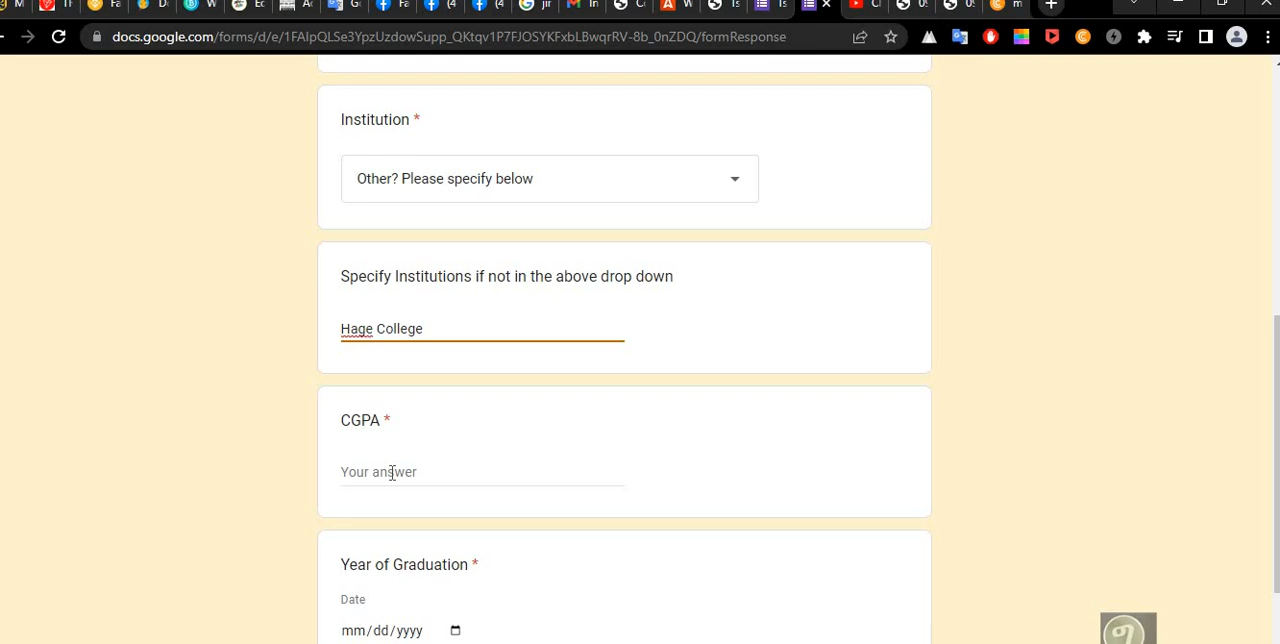 docs.google.com/forms/d/e/1FAIpQLSe3YpzUzdowSupp_QKtqv1P7FJOSYKFxbLBwqrRV-8b_0nZDQ/formResponse
Institution *
Other? Please specify below
Specify Institutions if not in the above drop down
Hage College
CGPA *
Your answer
Year of Graduation *
Date
mm/dd/yyyy